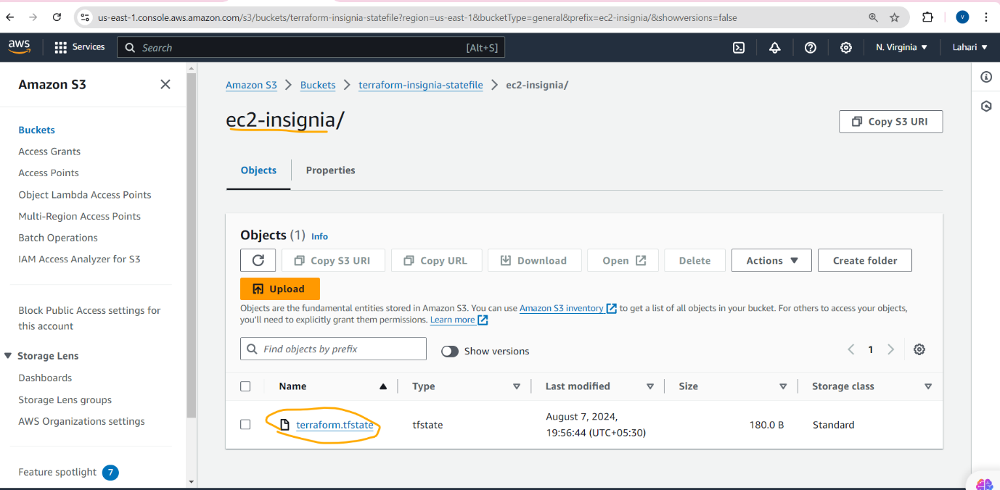 us-east-1.console.aws.amazon.com/s3/buckets/terraform-insignia-statefile?region=us-east-1&bucketType=general&prefix=ec2-insignia/&showversions=false
V
aws
Services
Search
[Alt+S]
N. Virginia
Lahari
Amazon S3
Buckets
Access Grants
Access Points
Object Lambda Access Points
Multi-Region Access Points
Batch Operations
IAM Access Analyzer for S3
Block Public Access settings for
this account
Storage Lens
Dashboards
Storage Lens groups
AWS Organizations settings
Feature spotlight 7
Amazon S3 > Buckets > terraform-insignia-statefile > ec2-insignia/
ec2-insignia/
Copy S3 URI
Objects
Properties
Objects (1) Info
Copy S3 URI
Copy URL
Download
Open
Delete
Actions
Create folder
Upload
Objects are the fundamental entities stored in Amazon S3. You can use Amazon S3 inventory to get a list of all objects in your bucket. For others to access your objects,
you'll need to explicitly grant them permissions. Learn more
Find objects by prefix
Show versions
1
Name Type Last modified Size Storage class
terraform.tfstate tfstate August 7, 2024, 180.0 B Standard
19:56:44 (UTC+05:30)